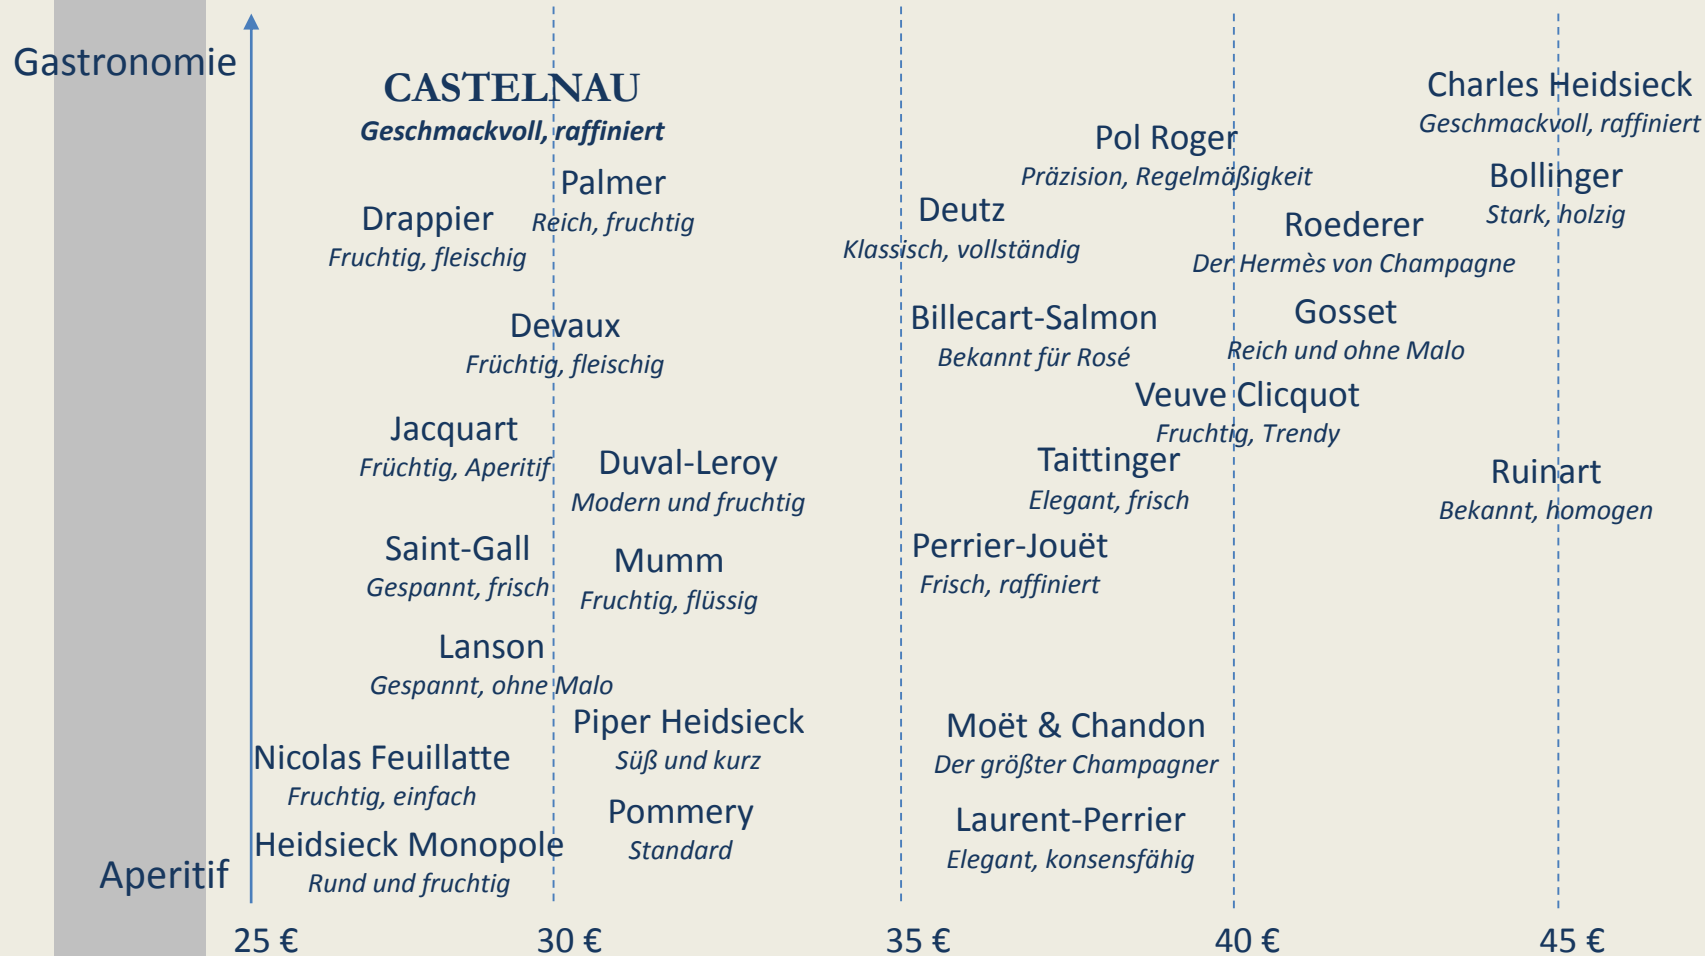 Gastronomie
CASTELNAU
Geschmackvoll, raffiniert
Charles Heidsieck
Geschmackvoll, raffiniert
Pol Roger
Präzision, Regelmäßigkeit
Palmer
Reich, fruchtig
Bollinger
Stark, holzig
Drappier
Fruchtig, fleischig
Deutz
Klassisch, vollständig
Roederer
Der Hermès von Champagne
Devaux
Früchtig, fleischig
Billecart-Salmon
Bekannt für Rosé
Gosset
Reich und ohne Malo
Veuve Clicquot
Fruchtig, Trendy
Jacquart
Früchtig, Aperitif
Duval-Leroy
Modern und fruchtig
Taittinger
Elegant, frisch
Ruinart
Bekannt, homogen
Saint-Gall
Gespannt, frisch
Mumm
Fruchtig, flüssig
Perrier-Jouët
Frisch, raffiniert
Lanson
Gespannt, ohne Malo
Piper Heidsieck
Süß und kurz
Moët & Chandon
Der größter Champagner
Nicolas Feuillatte
Fruchtig, einfach
Pommery
Standard
Laurent-Perrier
Elegant, konsensfähig
Heidsieck Monopole
Rund und fruchtig
Aperitif
25 € 30 € 35 € 40 € 45 €